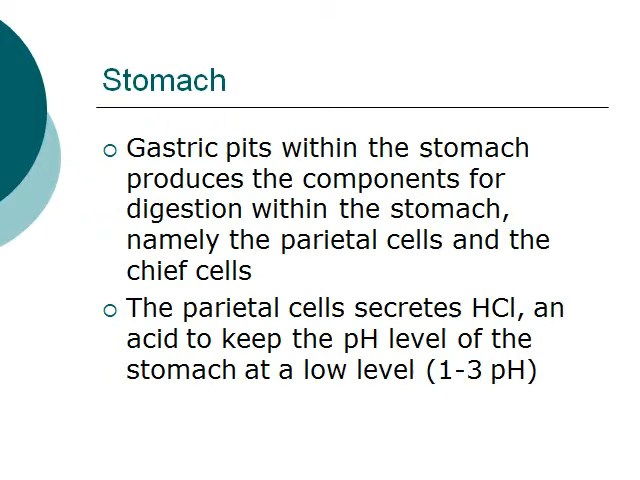 Stomach
Gastric pits within the stomach
produces the components for
digestion within the stomach,
namely the parietal cells and the
chief cells
The parietal cells secretes HCl, an
acid to keep the pH level of the
stomach at a low level (1-3 pH)